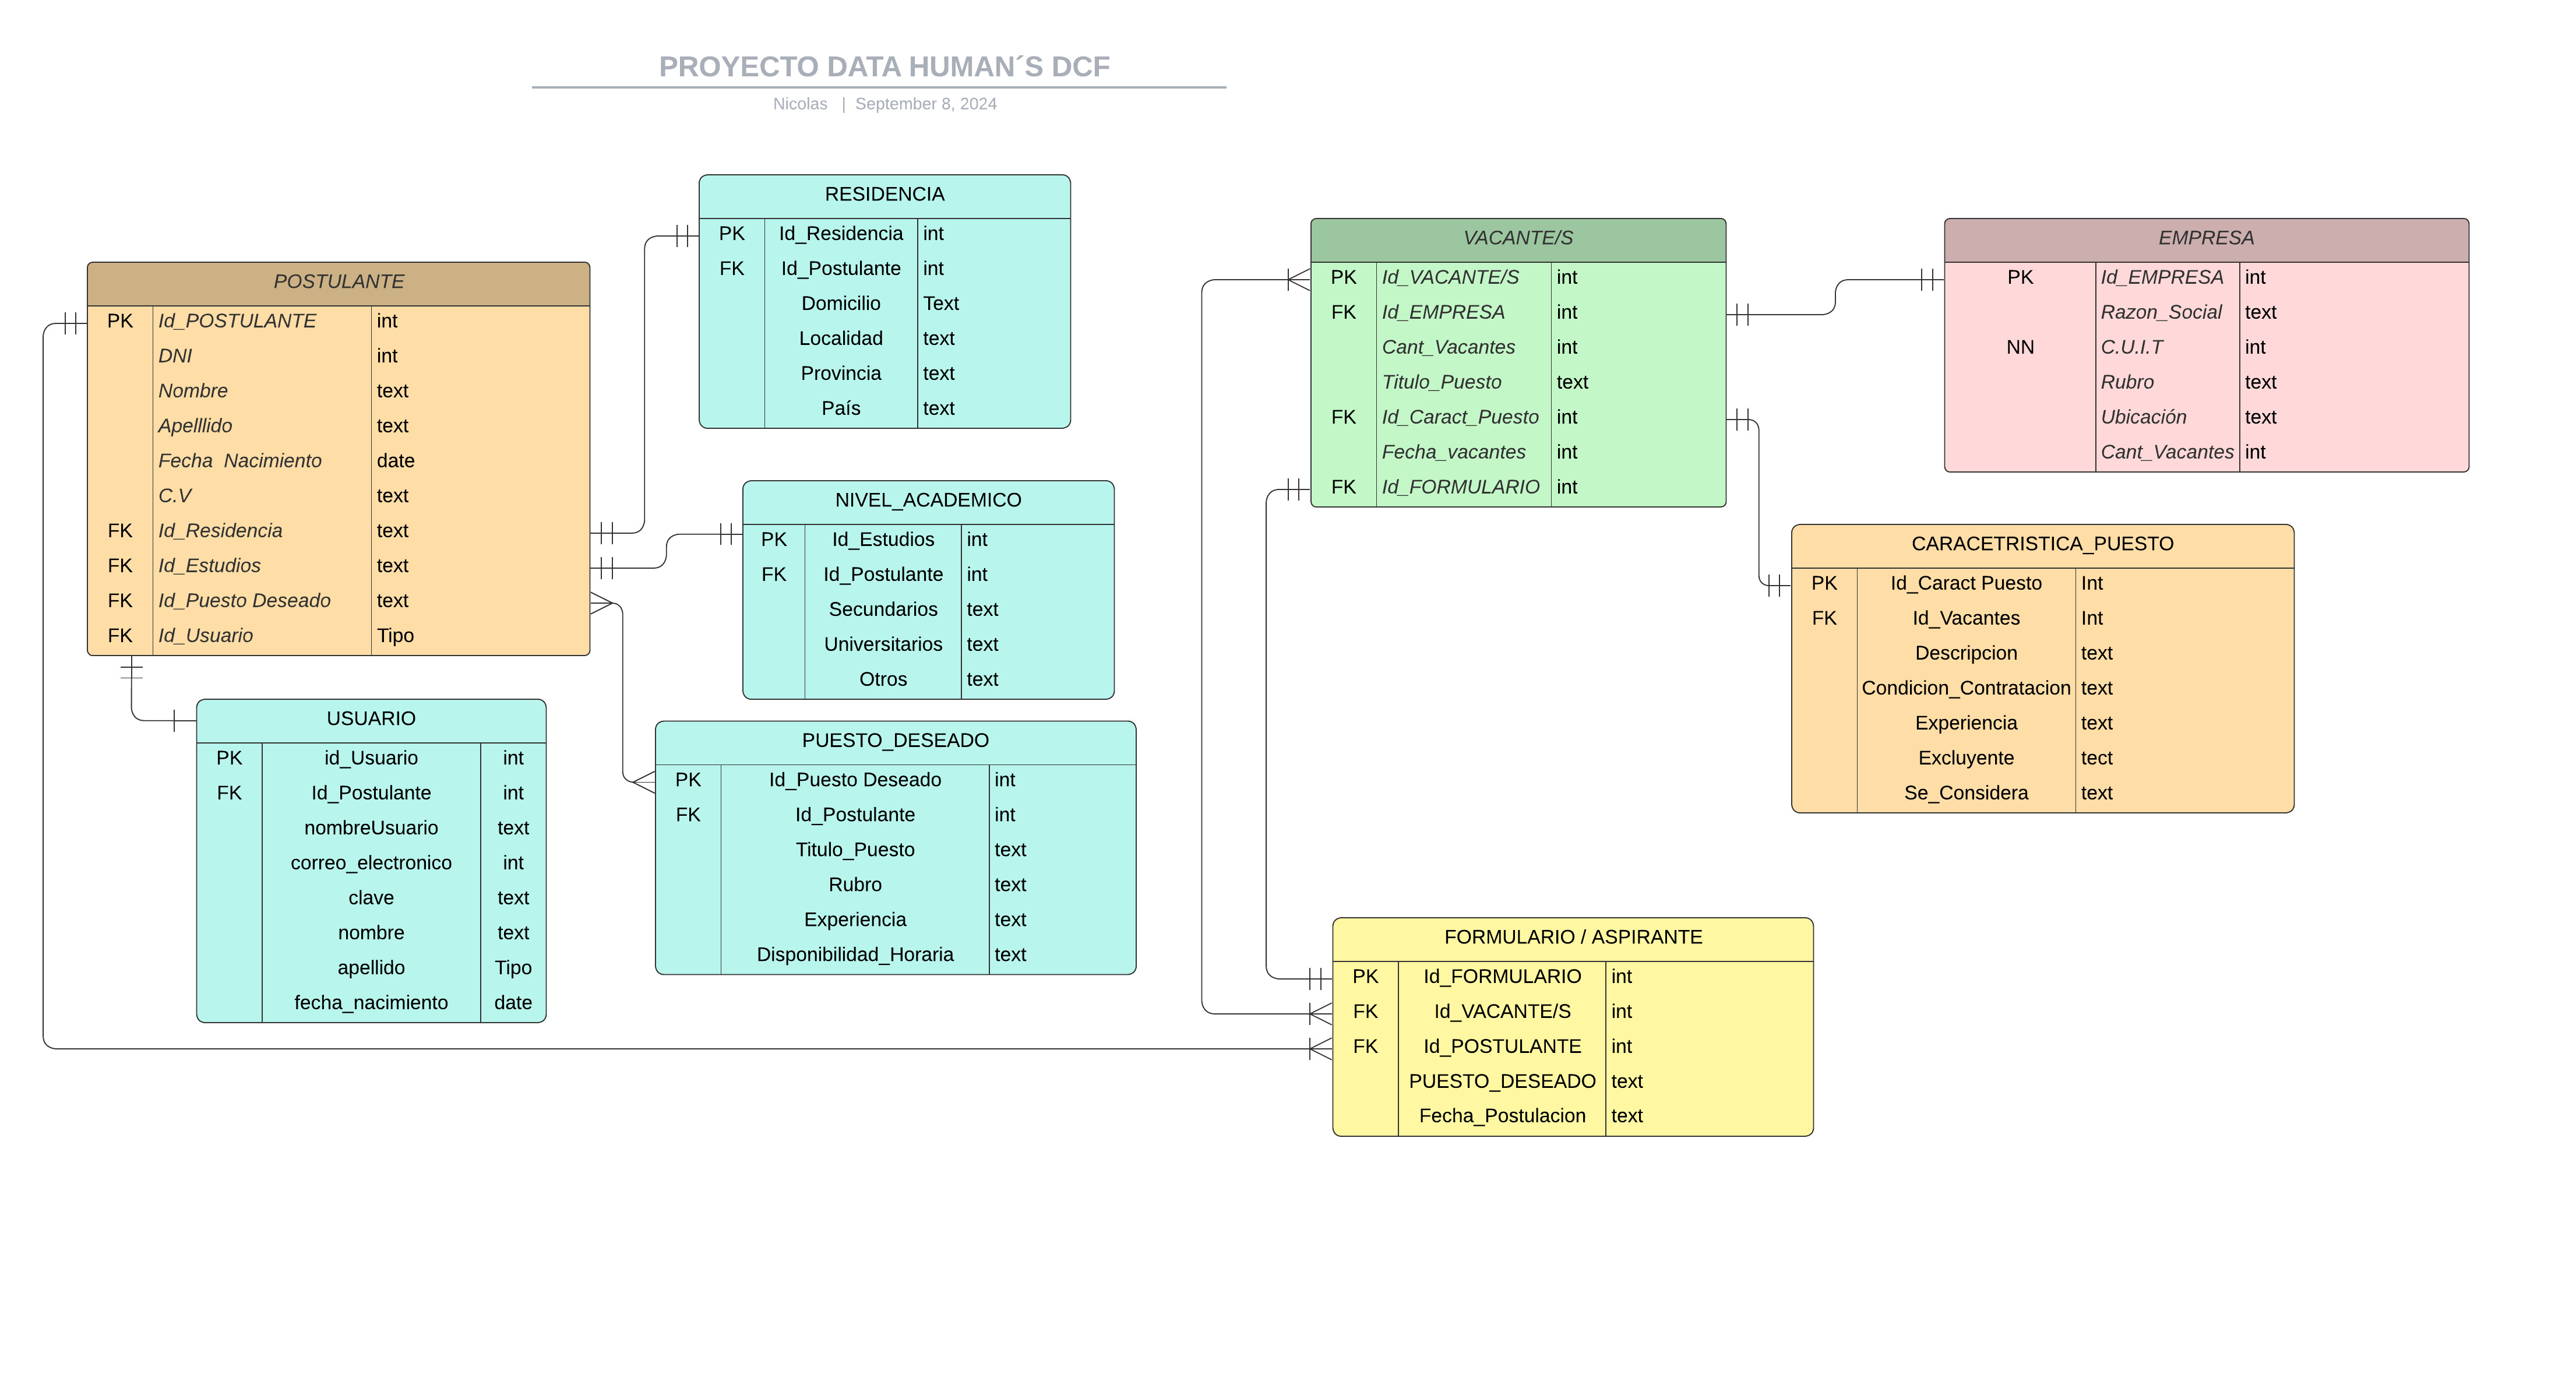 PROYECTO DATA HUMAN´S DCF
Nicolas | September 8, 2024
RESIDENCIA
PK Id_Residencia int
FK Id_Postulante int
Domicilio Text
Localidad text
Provincia text
País text
POSTULANTE
PK Id_POSTULANTE int
DNI int
Nombre text
Apelllido text
Fecha Nacimiento date
C.V text
FK Id_Residencia text
FK Id_Estudios text
FK Id_Puesto Deseado text
FK Id_Usuario Tipo
NIVEL_ACADEMICO
PK Id_Estudios int
FK Id_Postulante int
Secundarios text
Universitarios text
Otros text
USUARIO
PK id_Usuario int
FK Id_Postulante int
nombreUsuario text
correo_electronico int
clave text
nombre text
apellido Tipo
fecha_nacimiento date
PUESTO_DESEADO
PK Id_Puesto Deseado int
FK Id_Postulante int
Titulo_Puesto text
Rubro text
Experiencia text
Disponibilidad_Horaria text
VACANTE/S
PK Id_VACANTE/S int
FK Id_EMPRESA int
Cant_Vacantes int
Titulo_Puesto text
FK Id_Caract_Puesto int
Fecha_vacantes int
FK Id_FORMULARIO int
EMPRESA
PK Id_EMPRESA int
Razon_Social text
NN C.U.I.T int
Rubro text
Ubicación text
Cant_Vacantes int
CARACETRISTICA_PUESTO
PK Id_Caract Puesto Int
FK Id_Vacantes Int
Descripcion text
Condicion_Contratacion text
Experiencia text
Excluyente tect
Se_Considera text
FORMULARIO / ASPIRANTE
PK Id_FORMULARIO int
FK Id_VACANTE/S int
FK Id_POSTULANTE int
PUESTO_DESEADO text
Fecha_Postulacion text